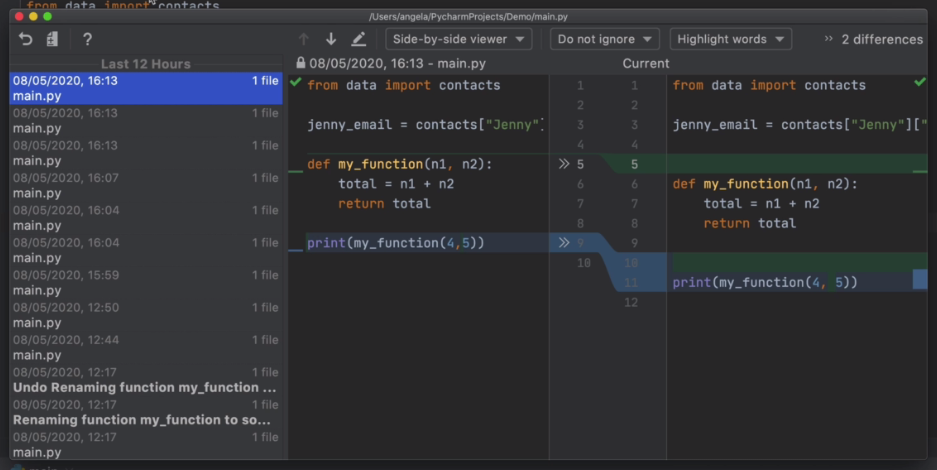 from data import contacts
/Users/angela/PycharmProjects/Demo/main.py
? Side-by-side viewer Do not ignore Highlight words » 2 differences
Last 12 Hours
08/05/2020, 16:13 - main.py
Current
08/05/2020, 16:13 1 file
main.py
08/05/2020, 16:13 1 file
main.py
08/05/2020, 16:13 1 file
main.py
08/05/2020, 16:07 1 file
main.py
08/05/2020, 16:04 1 file
main.py
08/05/2020, 16:04 1 file
main.py
08/05/2020, 15:59 1 file
main.py
08/05/2020, 12:50 1 file
main.py
08/05/2020, 12:44 1 file
main.py
08/05/2020, 12:17 1 file
Undo Renaming function my_function ...
08/05/2020, 12:17 1 file
Renaming function my_function to so...
08/05/2020, 12:17 1 file
main.py
from data import contacts 1
2
jenny_email = contacts["Jenny"] 3
4
def my_function(n1, n2): » 5
total = n1 + n2 6
return total 7
8
print(my_function(4,5)) » 9
10
1 from data import contacts
2
3 jenny_email = contacts["Jenny"]["
4
5
6 def my_function(n1, n2):
7 total = n1 + n2
8 return total
9
10
11 print(my_function(4, 5))
12